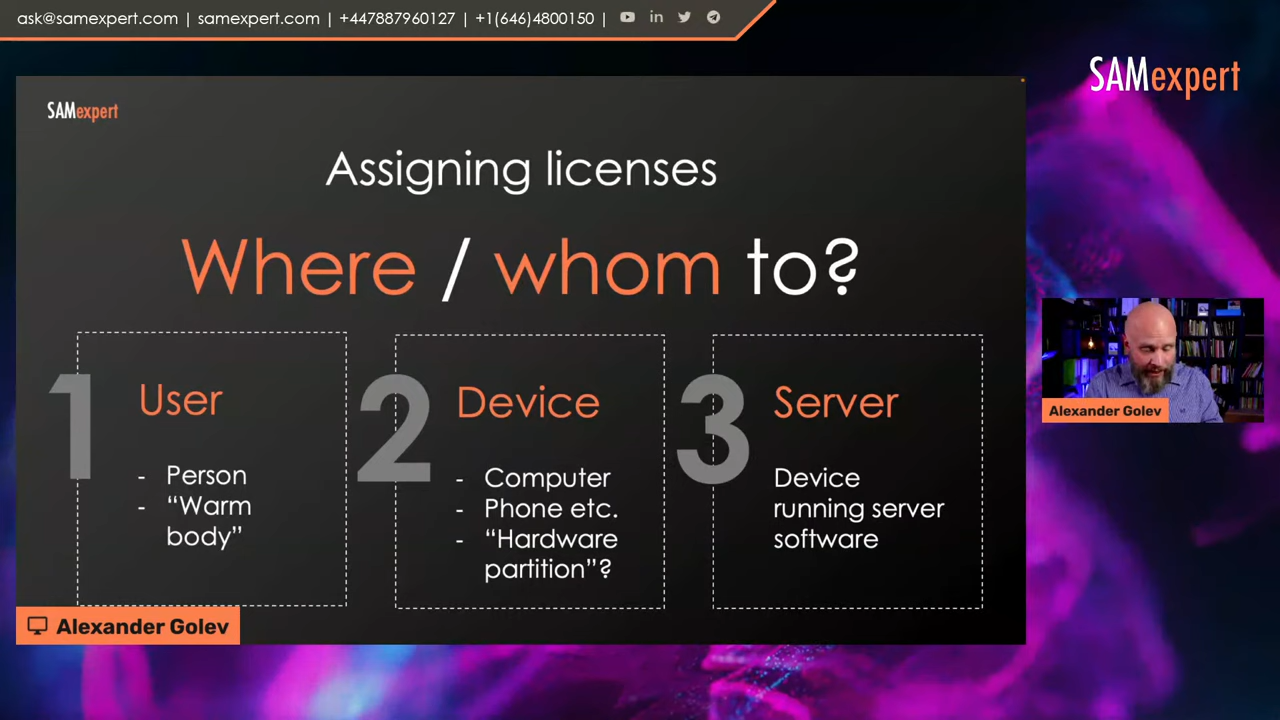 ask@samexpert.com | samexpert.com | +447887960127 | +1(646)4800150 |
SAMexpert
SAMexpert
Assigning licenses
Where / whom to?
1
User
- Person
- “Warm
body”
2
Device
- Computer
- Phone etc.
- “Hardware
partition”?
3
Server
Device
running server
software
Alexander Golev
Alexander Golev